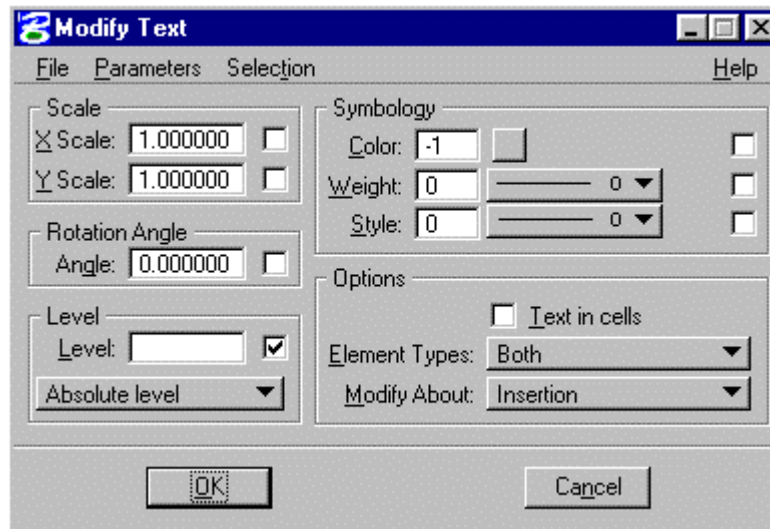 Modify Text
File Parameters Selection Help
Scale
X Scale: 1.000000
Y Scale: 1.000000
Rotation Angle
Angle: 0.000000
Level
Level:
Absolute level
Symbology
Color: -1
Weight: 0 0
Style: 0 0
Options
Text in cells
Element Types: Both
Modify About: Insertion
OK Cancel